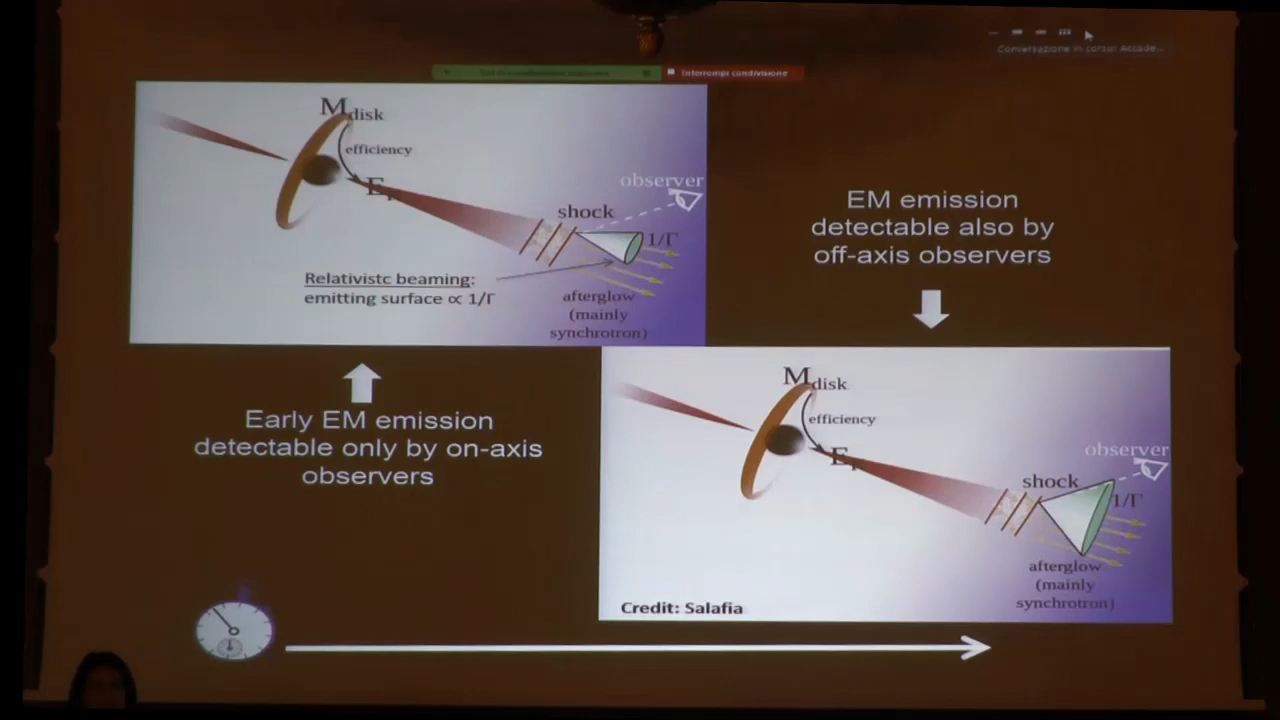 Conversazione in corso: Accade...
Interrompi condivisione
Mdisk
efficiency
observer
shock
1/Γ
Relativistc beaming:
emitting surface ∝ 1/Γ
afterglow
(mainly
synchrotron)
EM emission
detectable also by
off-axis observers
Early EM emission
detectable only by on-axis
observers
Mdisk
efficiency
observer
shock
1/Γ
afterglow
(mainly
synchrotron)
Credit: Salafia